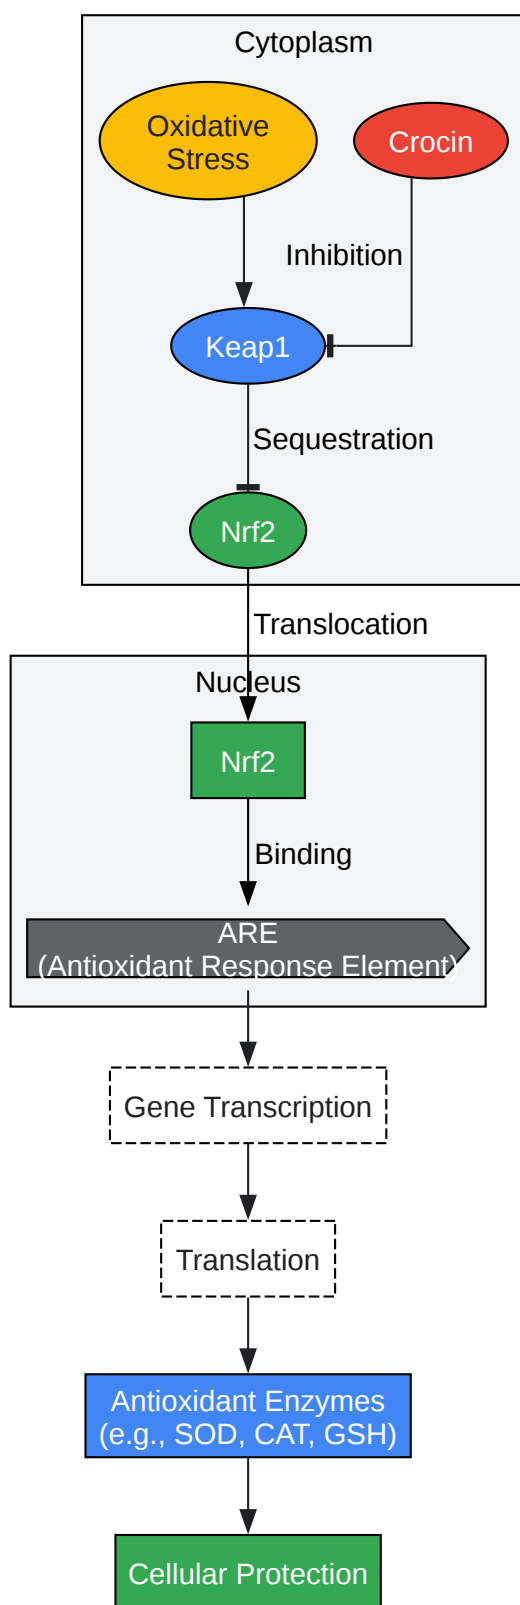 Cytoplasm
Oxidative
Stress
Crocin
Inhibition
Keap1
Sequestration
Nrf2
Translocation
Nucleus
Nrf2
Binding
ARE
(Antioxidant Response Element)
Gene Transcription
Translation
Antioxidant Enzymes
(e.g., SOD, CAT, GSH)
Cellular Protection